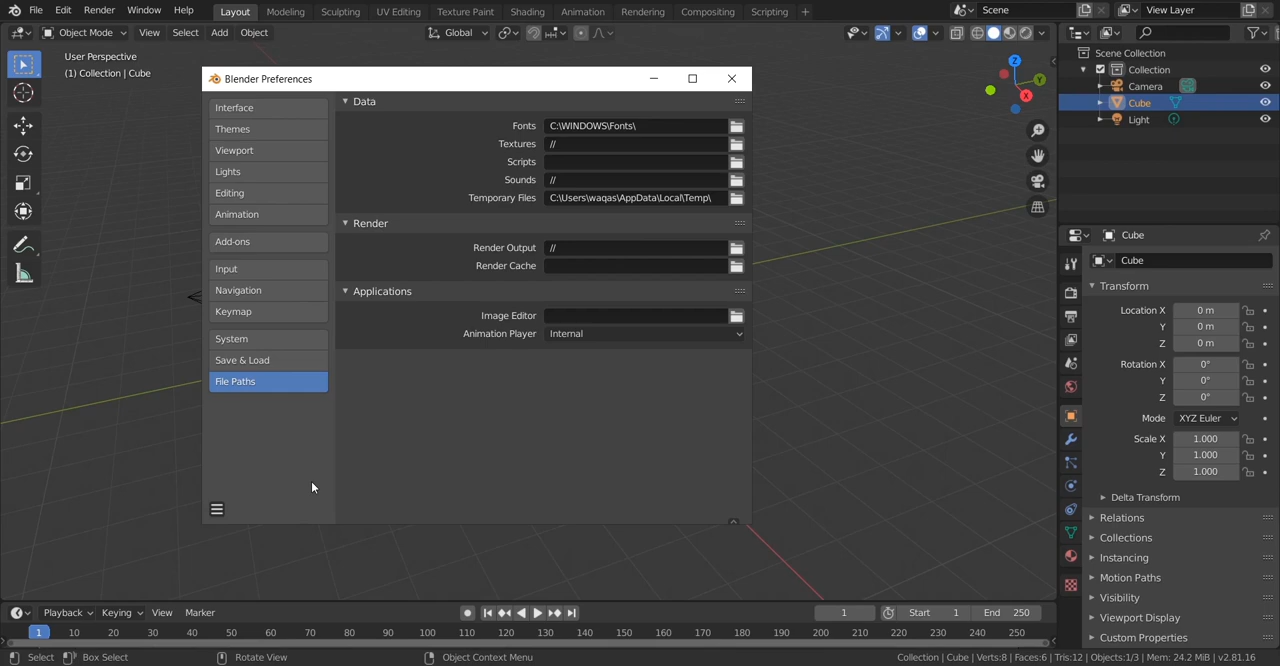 File Edit Render Window Help Layout Modeling Sculpting UV Editing Texture Paint Shading Animation Rendering Compositing Scripting + Scene View Layer
Object Mode View Select Add Object Global
User Perspective
(1) Collection | Cube
Blender Preferences
Interface
Themes
Viewport
Lights
Editing
Animation
Add-ons
Input
Navigation
Keymap
System
Save & Load
File Paths
Data
Fonts C:\WINDOWS\Fonts\
Textures //
Scripts
Sounds //
Temporary Files C:\Users\waqas\AppData\Local\Temp\
Render
Render Output //
Render Cache
Applications
Image Editor
Animation Player Internal
Z
Y
X
Scene Collection
Collection
Camera
Cube
Light
Cube
Cube
Transform
Location X 0 m
Y 0 m
Z 0 m
Rotation X 0°
Y 0°
Z 0°
Mode XYZ Euler
Scale X 1.000
Y 1.000
Z 1.000
Delta Transform
Relations
Collections
Instancing
Motion Paths
Visibility
Viewport Display
Custom Properties
Playback Keying View Marker 1 Start 1 End 250
1 10 20 30 40 50 60 70 80 90 100 110 120 130 140 150 160 170 180 190 200 210 220 230 240 250
Select Box Select Rotate View Object Context Menu Collection | Cube | Verts:8 | Faces:6 | Tris:12 | Objects:1/3 | Mem: 24.2 MiB | v2.81.16